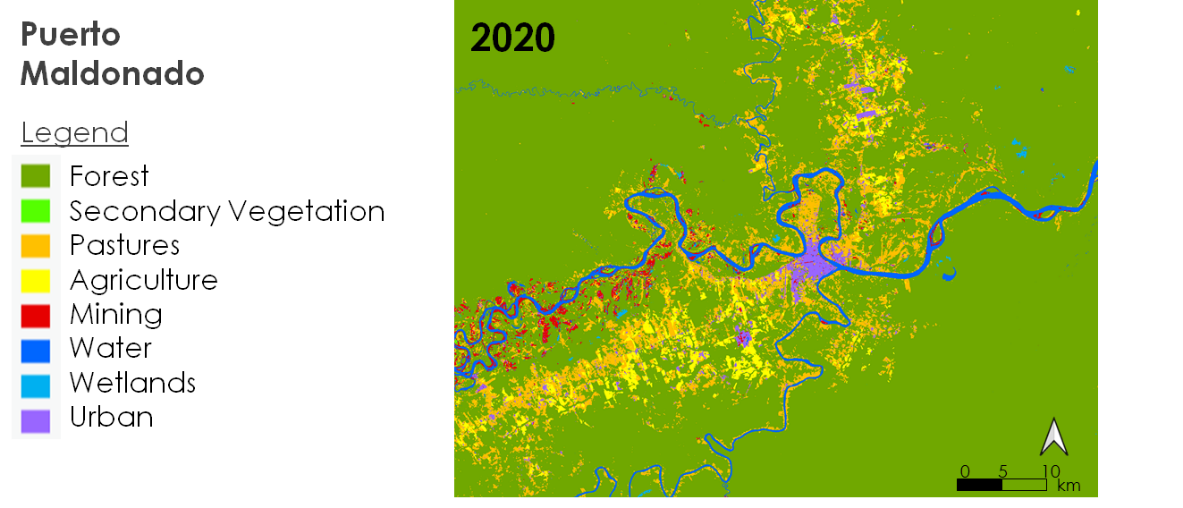 Puerto
Maldonado
Legend
Forest
Secondary Vegetation
Pastures
Agriculture
Mining
Water
Wetlands
Urban
2020
0 5 10
km